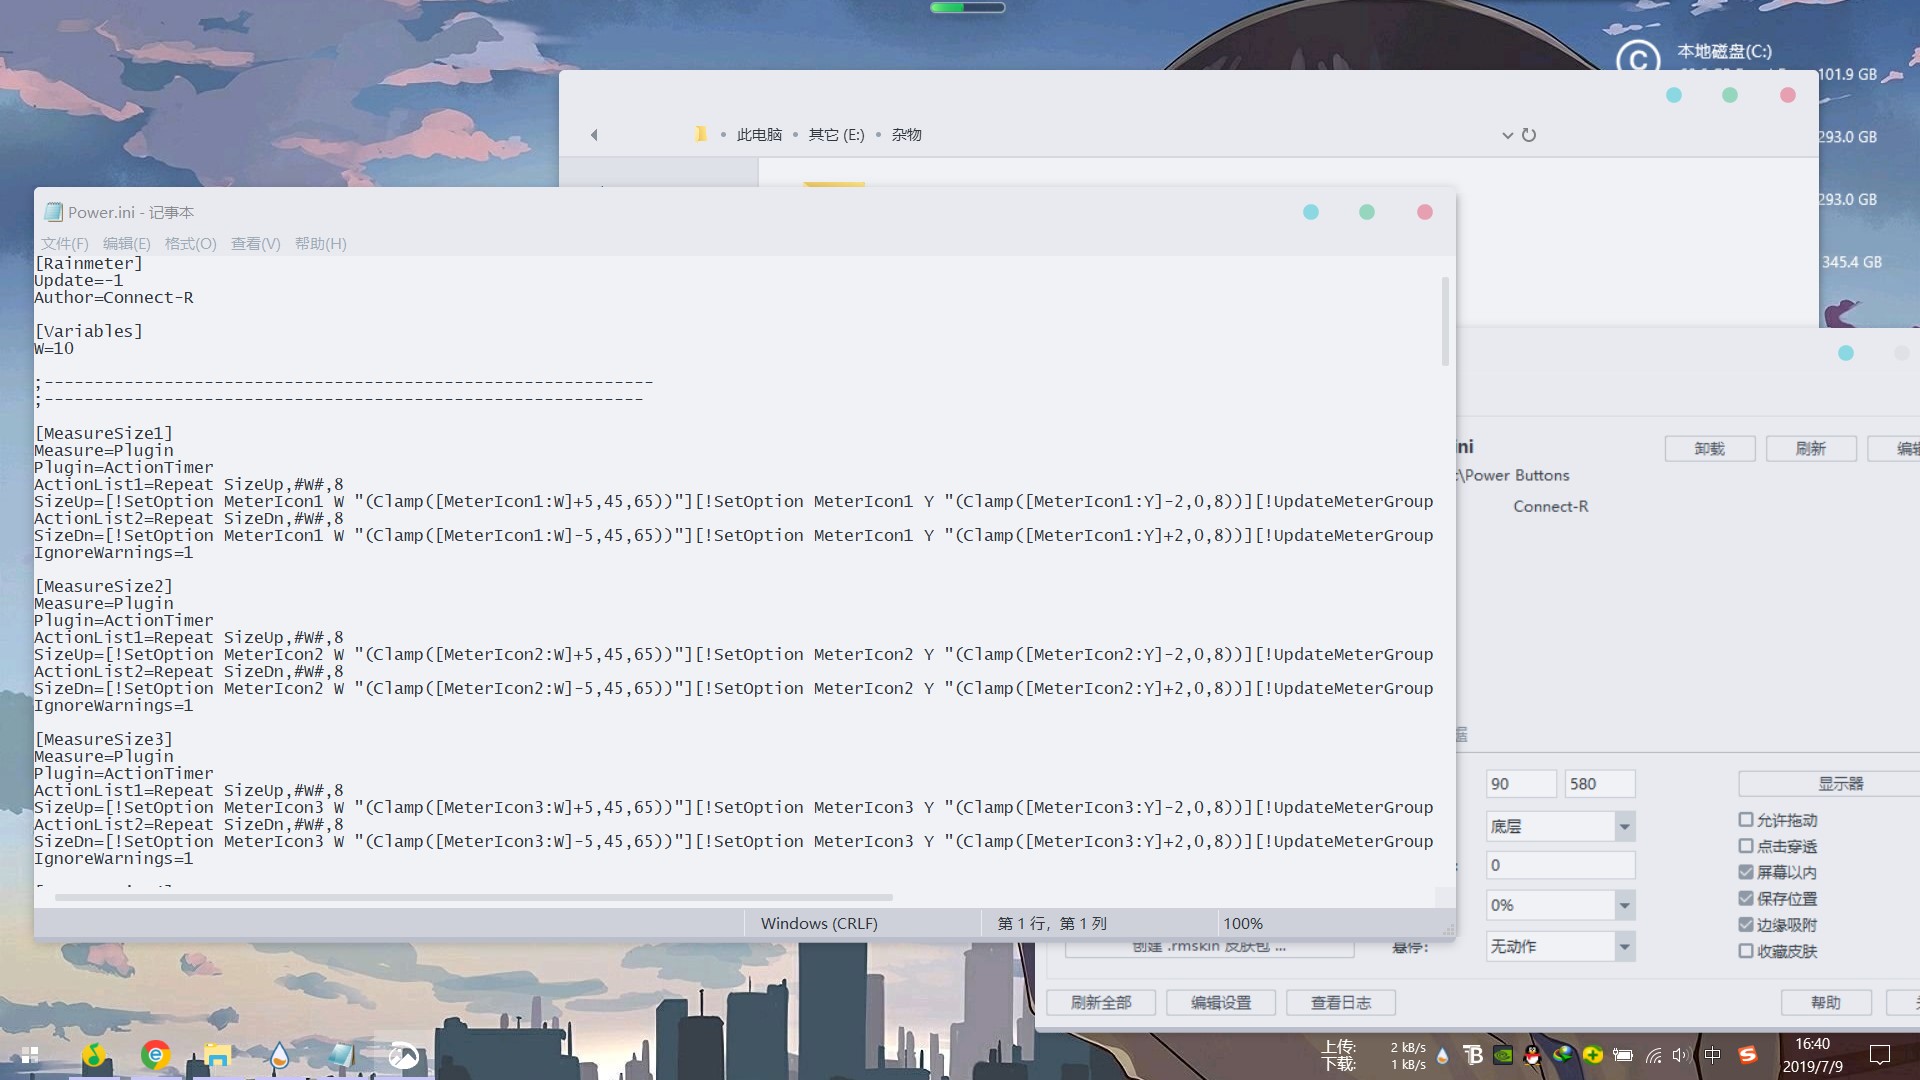 本地磁盘(C:)
101.9 GB
此电脑 • 其它 (E:) • 杂物
293.0 GB
293.0 GB
345.4 GB
Power.ini - 记事本
文件(F) 编辑(E) 格式(O) 查看(V) 帮助(H)
[Rainmeter]
Update=-1
Author=Connect-R
[Variables]
W=10
;-------------------------------------------------------------
;------------------------------------------------------------
[MeasureSize1]
Measure=Plugin
Plugin=ActionTimer
ActionList1=Repeat SizeUp,#W#,8
SizeUp=[!SetOption MeterIcon1 W "(Clamp([MeterIcon1:W]+5,45,65))"][!SetOption MeterIcon1 Y "(Clamp([MeterIcon1:Y]-2,0,8))][!UpdateMeterGroup
ActionList2=Repeat SizeDn,#W#,8
SizeDn=[!SetOption MeterIcon1 W "(Clamp([MeterIcon1:W]-5,45,65))"][!SetOption MeterIcon1 Y "(Clamp([MeterIcon1:Y]+2,0,8))][!UpdateMeterGroup
IgnoreWarnings=1
[MeasureSize2]
Measure=Plugin
Plugin=ActionTimer
ActionList1=Repeat SizeUp,#W#,8
SizeUp=[!SetOption MeterIcon2 W "(Clamp([MeterIcon2:W]+5,45,65))"][!SetOption MeterIcon2 Y "(Clamp([MeterIcon2:Y]-2,0,8))][!UpdateMeterGroup
ActionList2=Repeat SizeDn,#W#,8
SizeDn=[!SetOption MeterIcon2 W "(Clamp([MeterIcon2:W]-5,45,65))"][!SetOption MeterIcon2 Y "(Clamp([MeterIcon2:Y]+2,0,8))][!UpdateMeterGroup
IgnoreWarnings=1
[MeasureSize3]
Measure=Plugin
Plugin=ActionTimer
ActionList1=Repeat SizeUp,#W#,8
SizeUp=[!SetOption MeterIcon3 W "(Clamp([MeterIcon3:W]+5,45,65))"][!SetOption MeterIcon3 Y "(Clamp([MeterIcon3:Y]-2,0,8))][!UpdateMeterGroup
ActionList2=Repeat SizeDn,#W#,8
SizeDn=[!SetOption MeterIcon3 W "(Clamp([MeterIcon3:W]-5,45,65))"][!SetOption MeterIcon3 Y "(Clamp([MeterIcon3:Y]+2,0,8))][!UpdateMeterGroup
IgnoreWarnings=1
Windows (CRLF) 第 1 行，第 1 列 100%
ini 卸载 刷新 编辑
:\Power Buttons
Connect-R
90 580 显示器
底层 允许拖动
点击穿透
0 屏幕以内
0% 保存位置
边缘吸附
创建 .rmskin 皮肤包 ... 悬停: 无动作 收藏皮肤
刷新全部 编辑设置 查看日志 帮助
上传: 2 kB/s
下载: 1 kB/s
中
16:40
2019/7/9